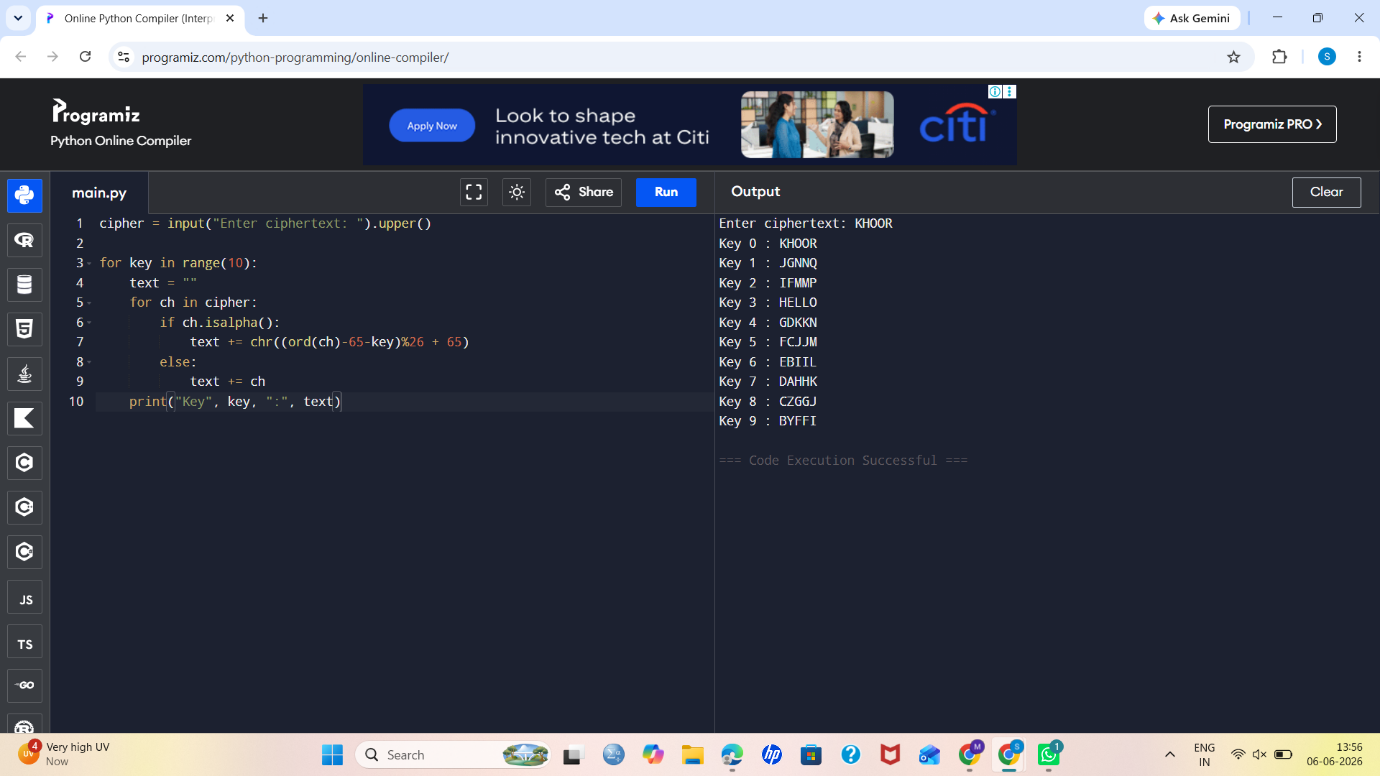 Online Python Compiler (Interp
Ask Gemini
programiz.com/python-programming/online-compiler/
S
Programiz
Python Online Compiler
Apply Now
Look to shape
innovative tech at Citi
citi
Programiz PRO >
main.py
Share
Run
Output
Clear
1 cipher = input("Enter ciphertext: ").upper()
2
3 for key in range(10):
4 text = ""
5 for ch in cipher:
6 if ch.isalpha():
7 text += chr((ord(ch)-65-key)%26 + 65)
8 else:
9 text += ch
10 print("Key", key, ":", text)
Enter ciphertext: KHOOR
Key 0 : KHOOR
Key 1 : JGNNQ
Key 2 : IFMMP
Key 3 : HELLO
Key 4 : GDKKN
Key 5 : FCJJM
Key 6 : EBIIL
Key 7 : DAHHK
Key 8 : CZGGJ
Key 9 : BYFFI
=== Code Execution Successful ===
JS
TS
GO
UV
4
Very high UV
Now
Search
hp
M
S
1
ENG
IN
13:56
06-06-2026